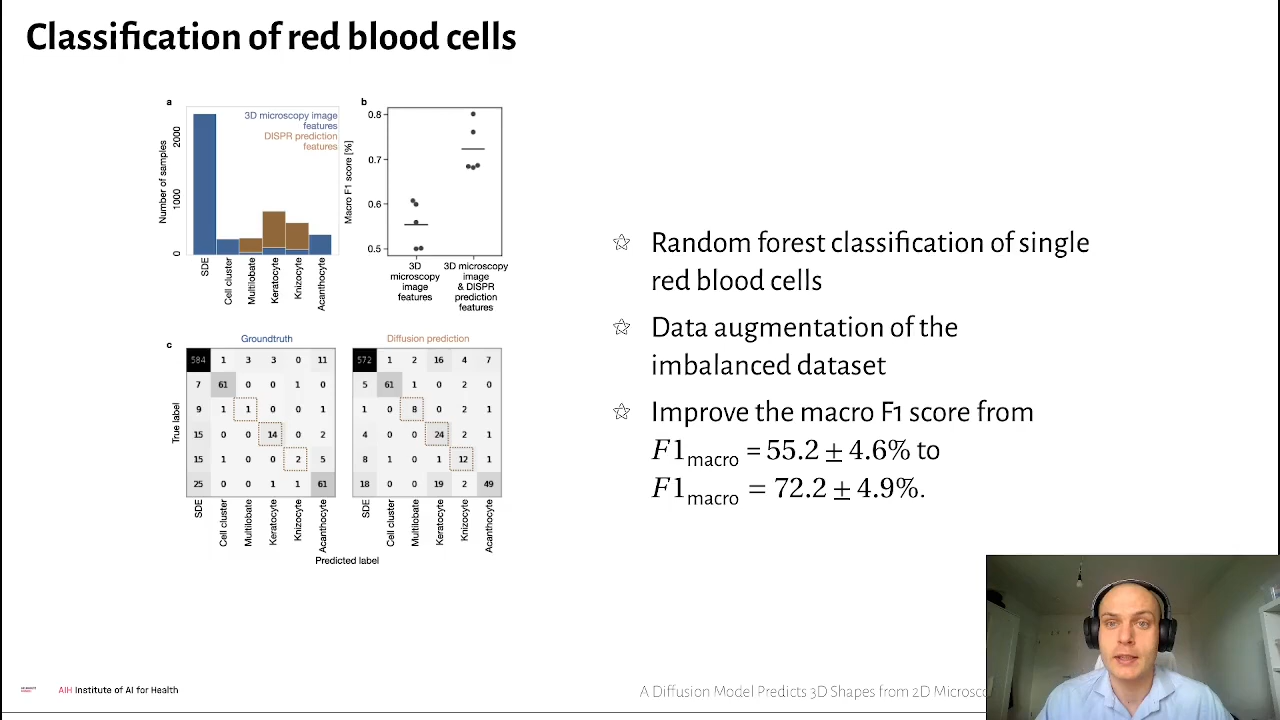 Classification of red blood cells
a
3D microscopy image
features
DISPR prediction
features
Number of samples
2000
1000
0
SDE
Cell cluster
Multilobate
Keratocyte
Knizocyte
Acanthocyte
b
Macro F1 score [%]
0.8
0.7
0.6
0.5
3D
microscopy
image
features
3D microscopy
image
& DISPR
prediction
features
c
Groundtruth
True label
584 1 3 3 0 11
7 61 0 0 1 0
9 1 1 0 0 1
15 0 0 14 0 2
15 1 0 0 2 5
25 0 0 1 1 61
SDE
Cell cluster
Multilobate
Keratocyte
Knizocyte
Acanthocyte
Diffusion prediction
572 1 2 16 4 7
5 61 1 0 2 0
1 0 8 0 2 1
4 0 0 24 2 1
8 1 0 1 12 1
18 0 0 19 2 49
SDE
Cell cluster
Multilobate
Keratocyte
Knizocyte
Acanthocyte
Predicted label
Random forest classification of single
red blood cells
Data augmentation of the
imbalanced dataset
Improve the macro F1 score from
F1macro = 55.2 ± 4.6% to
F1macro = 72.2 ± 4.9%.
AIH Institute of AI for Health
A Diffusion Model Predicts 3D Shapes from 2D